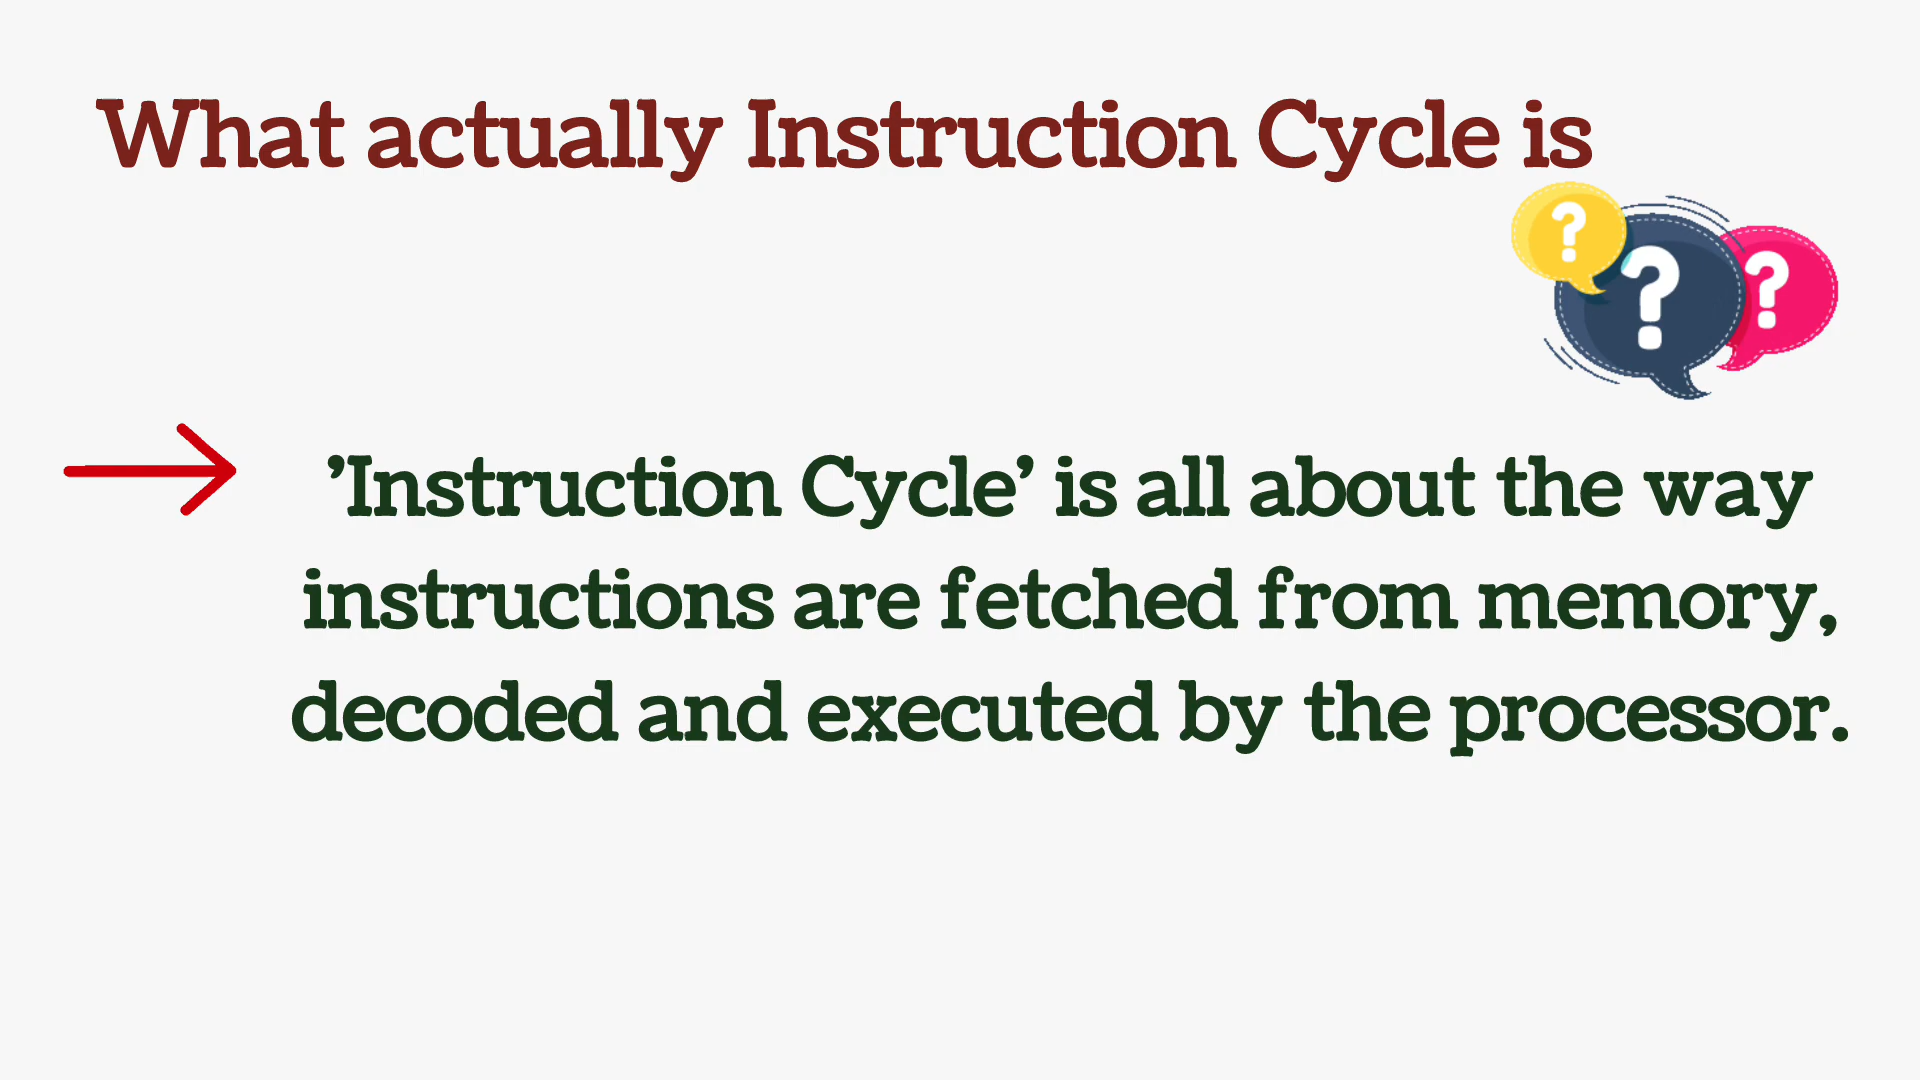 What actually Instruction Cycle is
? ? ?
’Instruction Cycle’ is all about the way
instructions are fetched from memory,
decoded and executed by the processor.